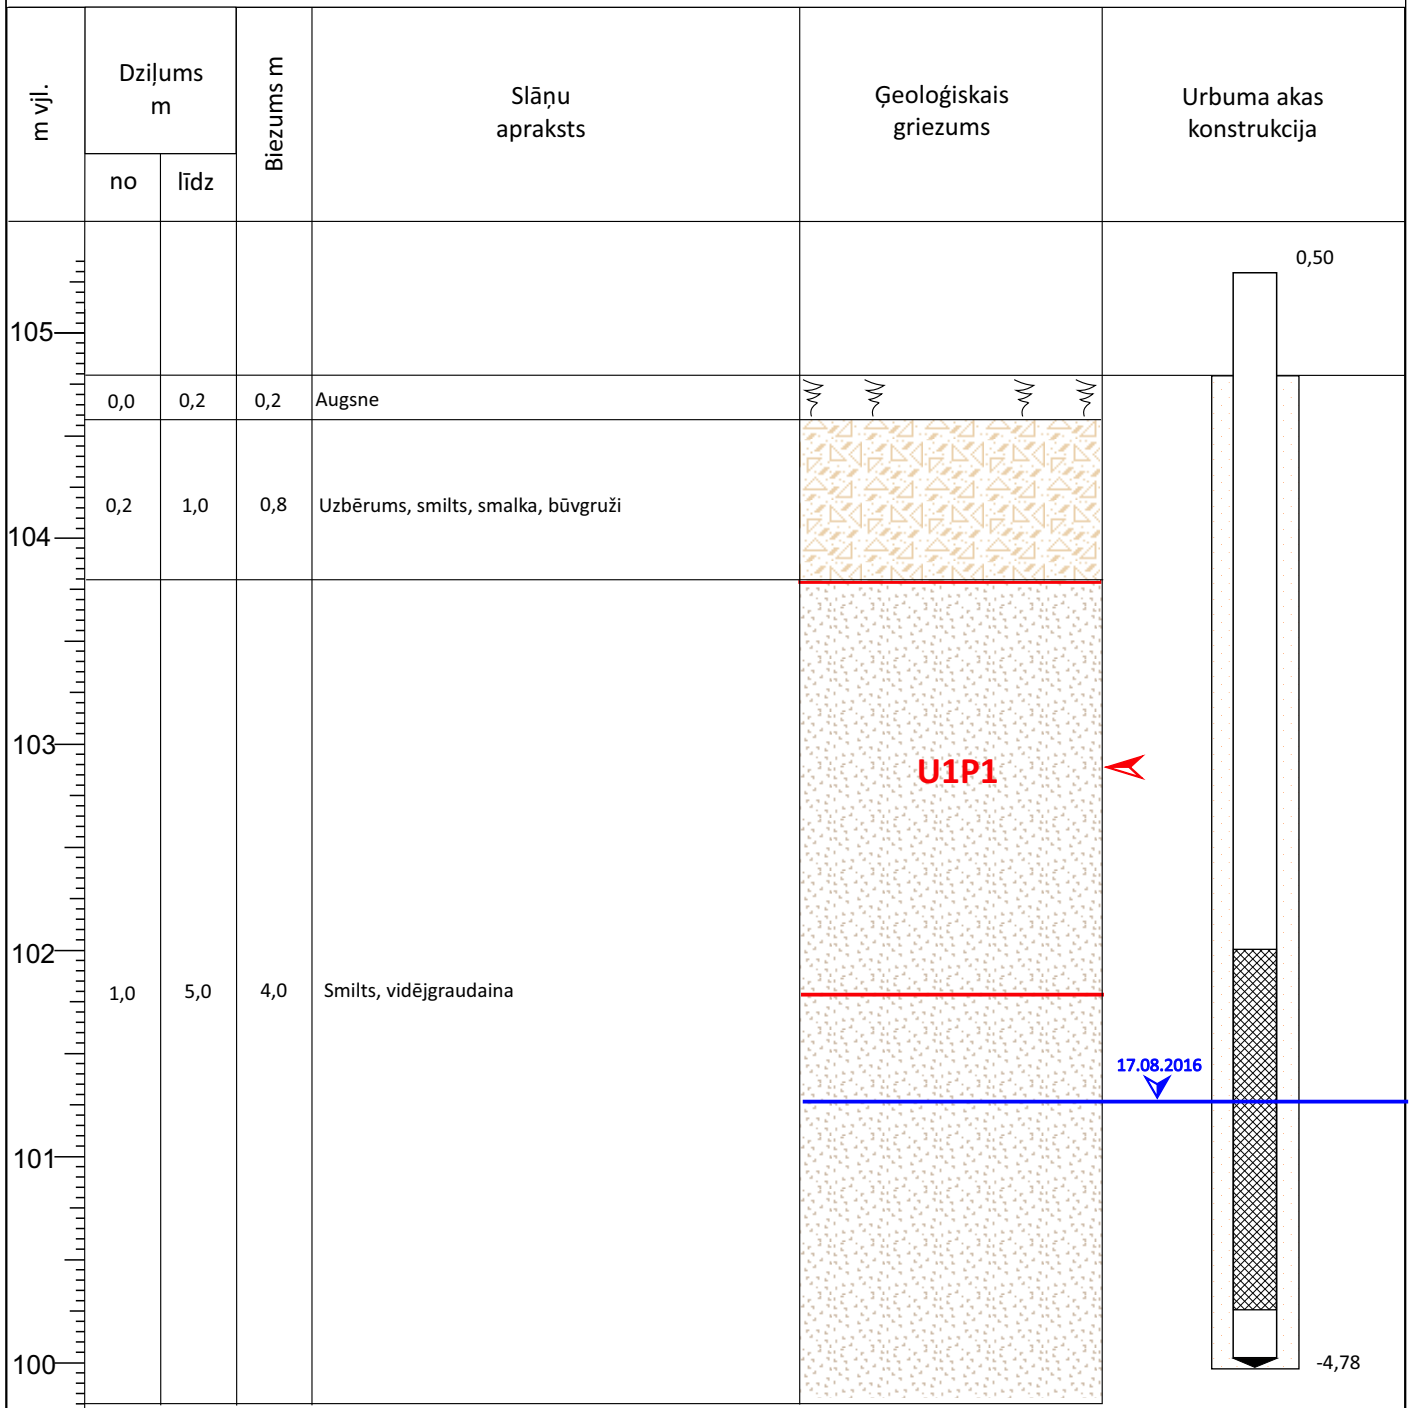 m vjl.
Dziļums
m
no
līdz
Biezums m
Slāņu
apraksts
Ģeoloģiskais
griezums
Urbuma akas
konstrukcija
0,50
105
0,0 0,2 0,2 Augsne
0,2 1,0 0,8 Uzbērums, smilts, smalka, būvgruži
104
103
U1P1
102
1,0 5,0 4,0 Smilts, vidējgraudaina
17.08.2016
101
100
-4,78